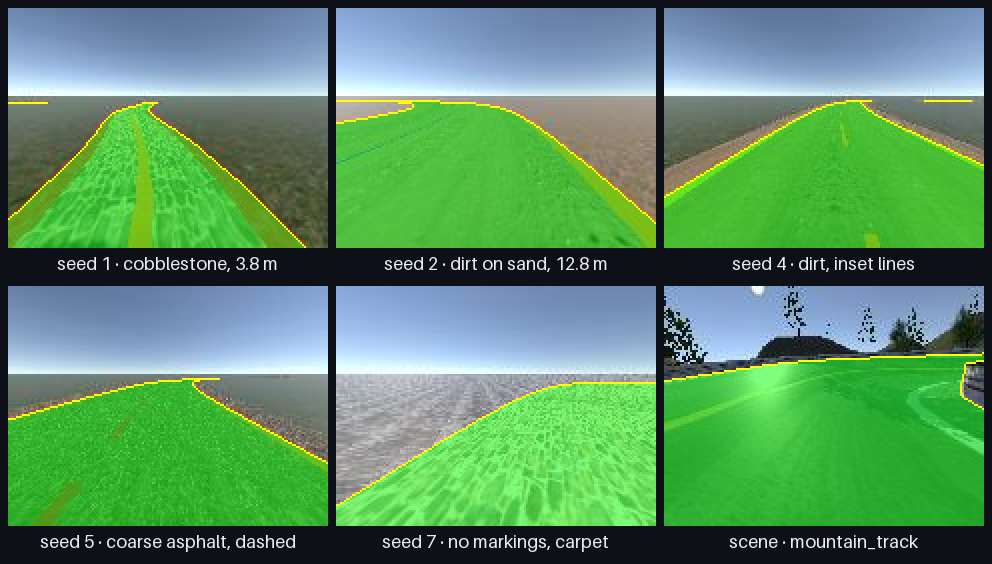 seed 1 · cobblestone, 3.8 m
seed 2 · dirt on sand, 12.8 m
seed 4 · dirt, inset lines
seed 5 · coarse asphalt, dashed
seed 7 · no markings, carpet
scene · mountain_track